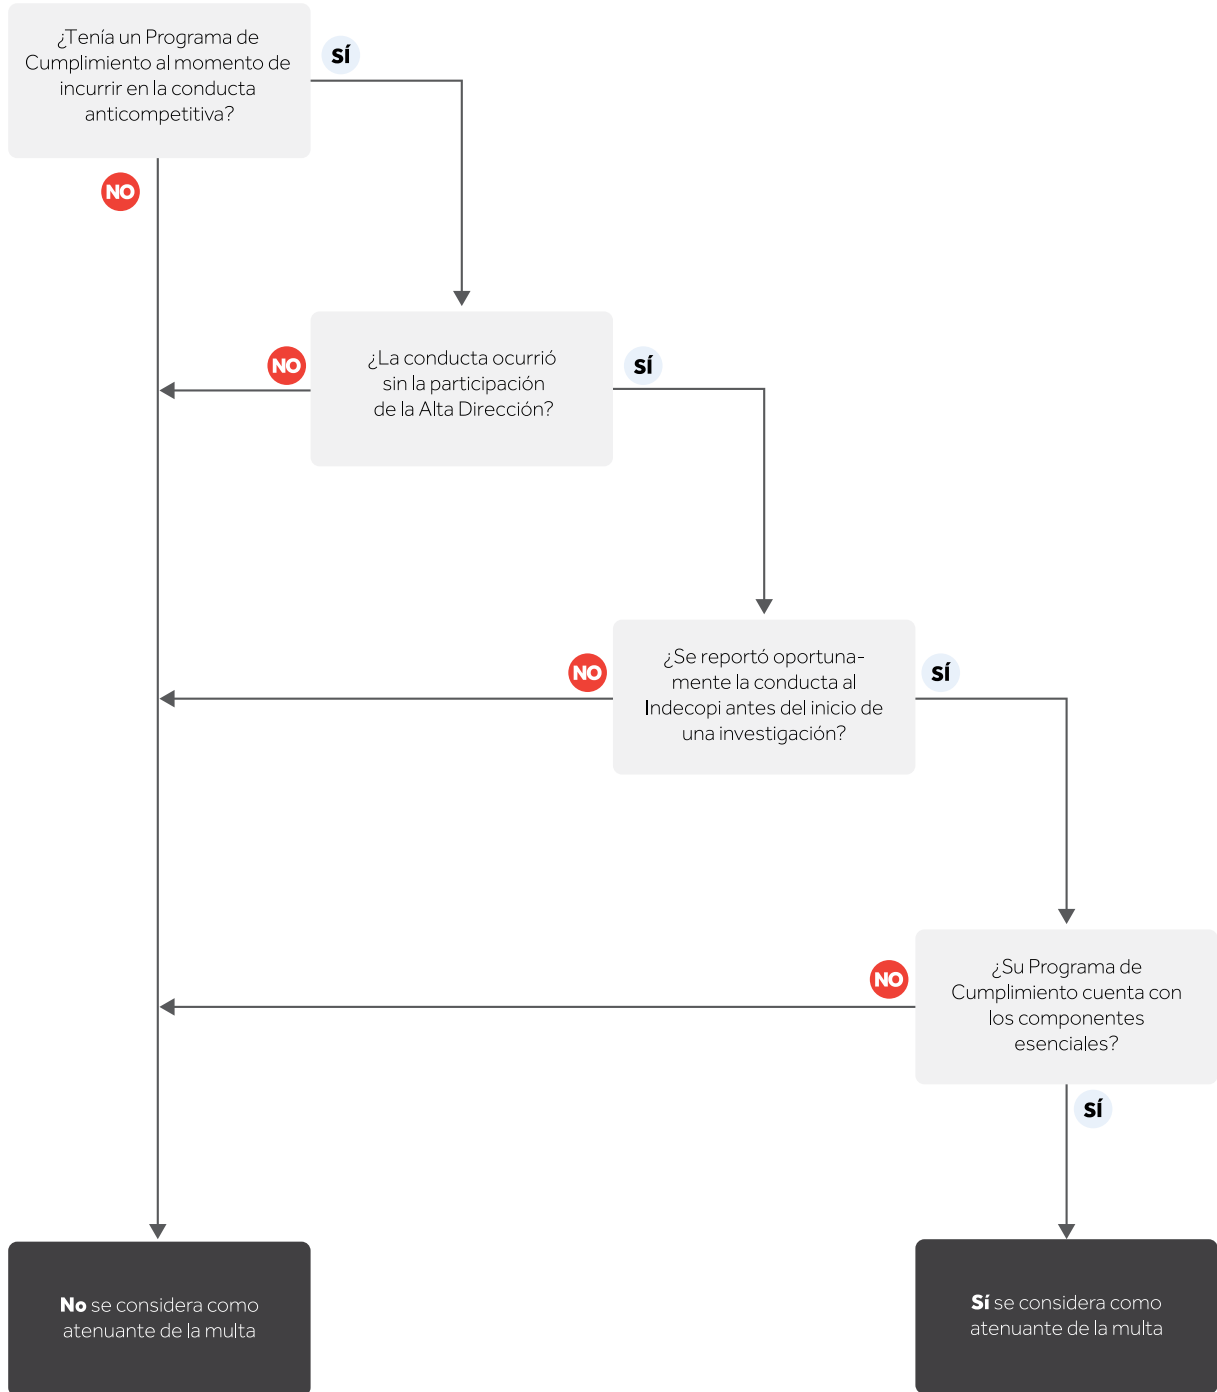 ¿Tenía un Programa de
Cumplimiento al momento de
incurrir en la conducta
anticompetitiva?
SÍ
NO
¿La conducta ocurrió
sin la participación
de la Alta Dirección?
NO
SÍ
¿Se reportó oportuna-
mente la conducta al
Indecopi antes del inicio de
una investigación?
NO
SÍ
¿Su Programa de
Cumplimiento cuenta con
los componentes
esenciales?
NO
SÍ
No se considera como
atenuante de la multa
Sí se considera como
atenuante de la multa